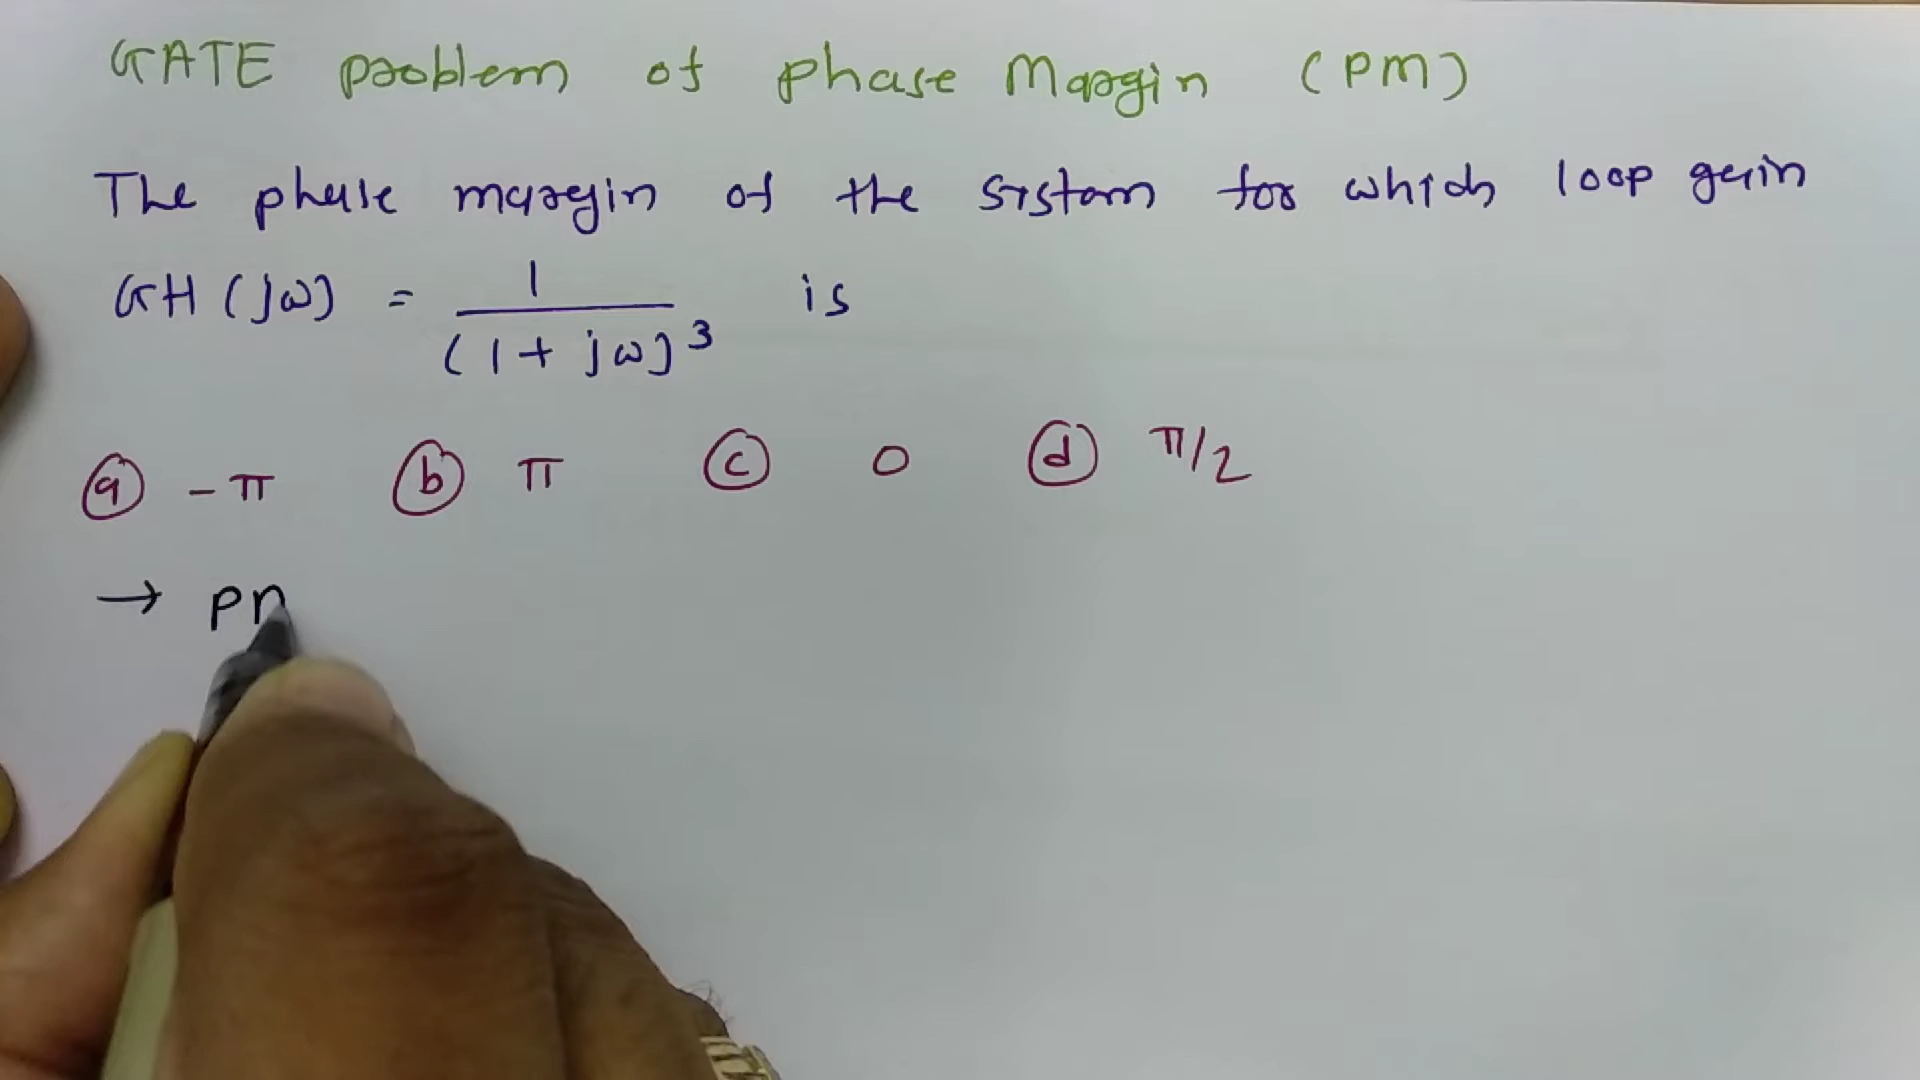 GATE problem of phase Margin (PM)
The phase margin of the system for which loop gain
GH (jω) = 1 / (1 + jω)³ is
ⓐ -π ⓑ π ⓒ 0 ⓓ π/2
→ PM